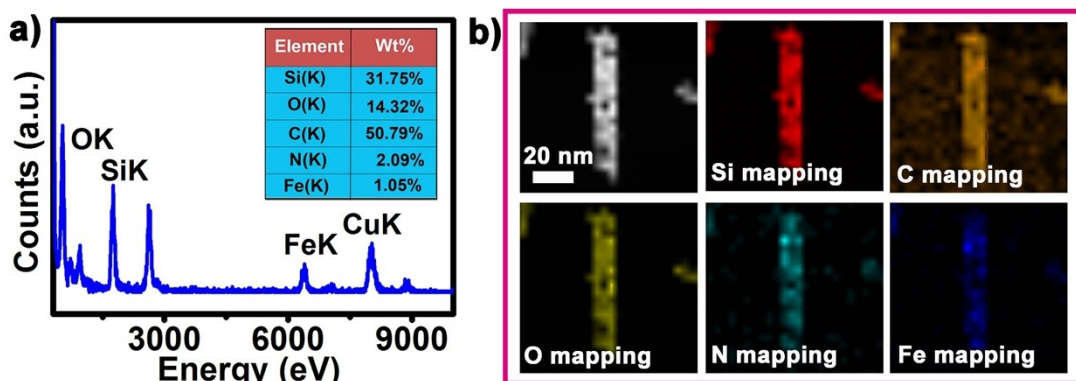 a)
Counts (a.u.)
OK
SiK
FeK
CuK
Element Wt%
Si(K) 31.75%
O(K) 14.32%
C(K) 50.79%
N(K) 2.09%
Fe(K) 1.05%
3000 6000 9000
Energy (eV)
b)
20 nm
Si mapping
C mapping
O mapping
N mapping
Fe mapping